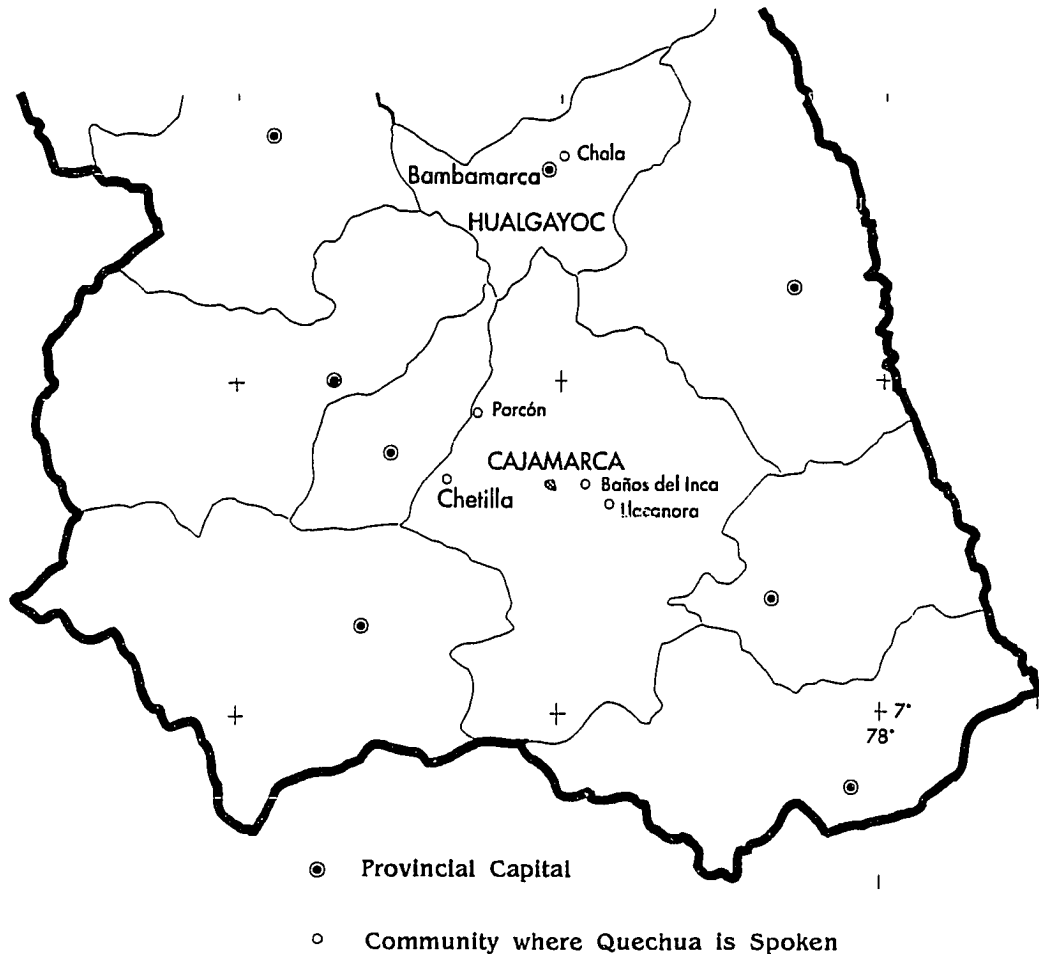 Chala
Bambamarca
HUALGAYOC
Porcón
CAJAMARCA
Chetilla
Baños del Inca
7°
78°
Provincial Capital
Community where Quechua is Spoken